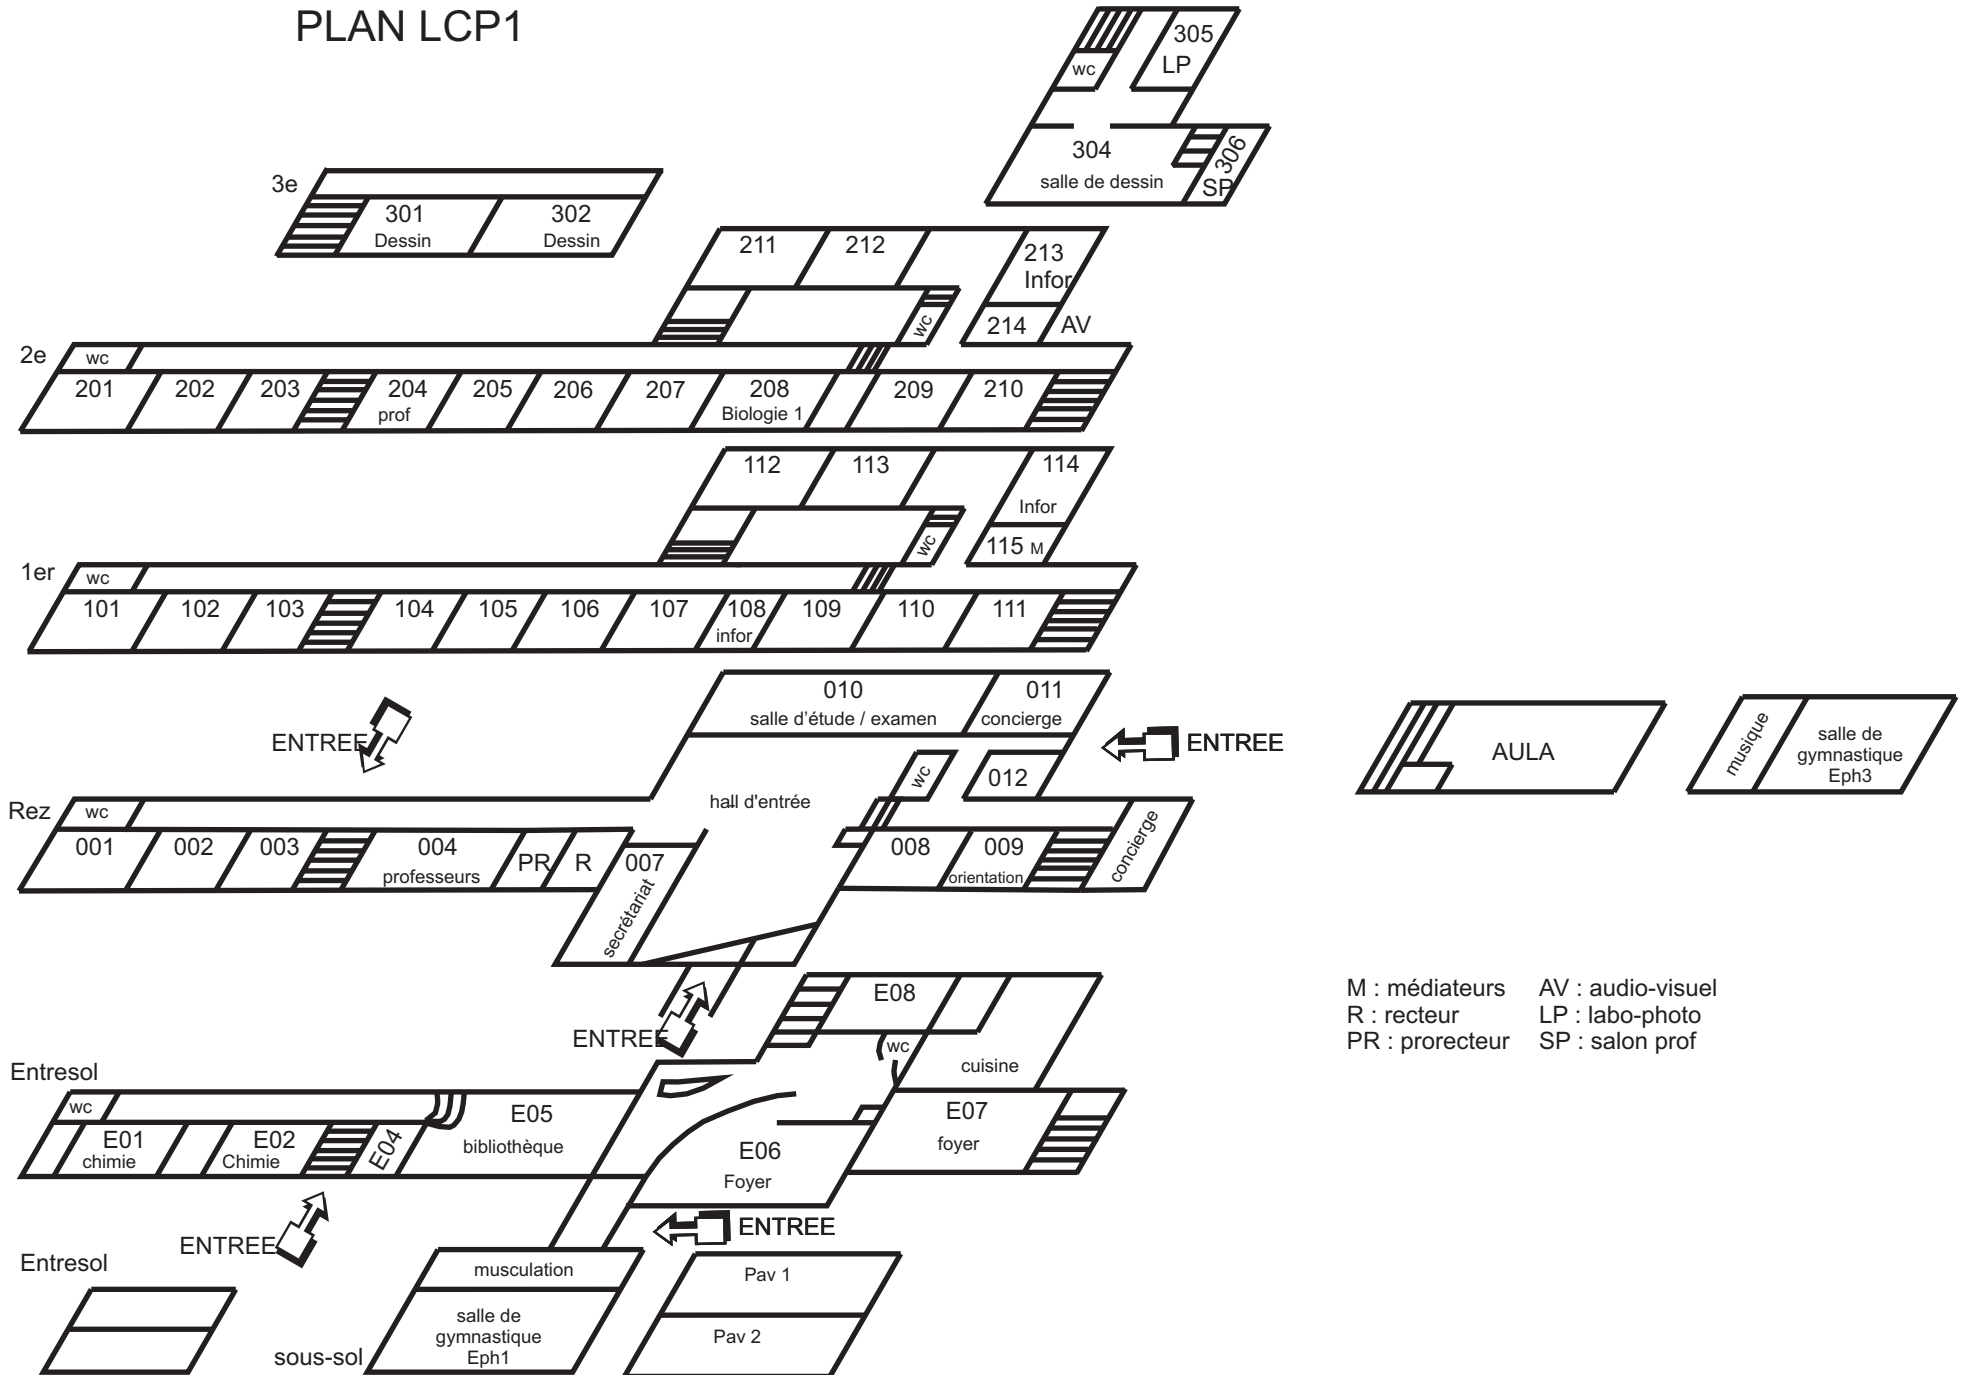 PLAN LCP1
305
LP
wc
304
salle de dessin
306
SP
3e
301
Dessin
302
Dessin
211
212
213
Infor
214
AV
wc
2e
wc
201
202
203
204
prof
205
206
207
208
Biologie 1
209
210
112
113
114
Infor
115 M
wc
1er
wc
101
102
103
104
105
106
107
108
infor
109
110
111
ENTREE
010
salle d'étude / examen
011
concierge
ENTREE
wc
012
hall d'entrée
AULA
musique
salle de
gymnastique
Eph3
Rez
wc
001
002
003
004
professeurs
PR
R
007
secrétariat
008
009
orientation
concierge
M : médiateurs
R : recteur
PR : prorecteur
AV : audio-visuel
LP : labo-photo
SP : salon prof
ENTREE
E08
wc
cuisine
Entresol
wc
E01
chimie
E02
Chimie
E04
E05
bibliothèque
E06
Foyer
E07
foyer
ENTREE
ENTREE
Entresol
musculation
salle de
gymnastique
Eph1
sous-sol
Pav 1
Pav 2